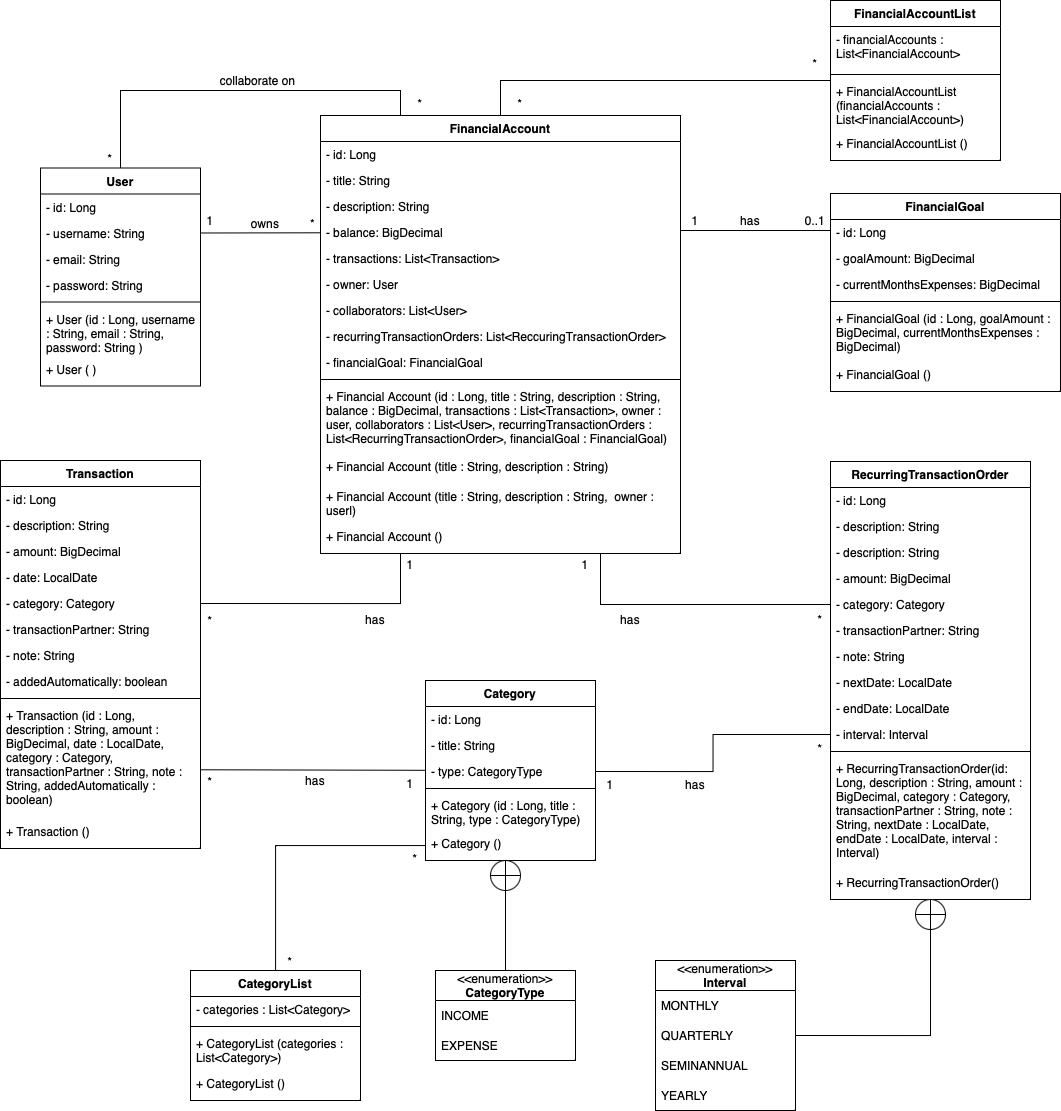 FinancialAccountList
- financialAccounts :
List<FinancialAccount>
+ FinancialAccountList
(financialAccounts :
List<FinancialAccount>)
+ FinancialAccountList ()
collaborate on
*
*
*
*
FinancialAccount
- id: Long
- title: String
- description: String
- balance: BigDecimal
- transactions: List<Transaction>
- owner: User
- collaborators: List<User>
- recurringTransactionOrders: List<ReccuringTransactionOrder>
- financialGoal: FinancialGoal
+ Financial Account (id : Long, title : String, description : String,
balance : BigDecimal, transactions : List<Transaction>, owner :
user, collaborators : List<User>, recurringTransactionOrders :
List<RecurringTransactionOrder>, financialGoal : FinancialGoal)
+ Financial Account (title : String, description : String)
+ Financial Account (title : String, description : String, owner :
userl)
+ Financial Account ()
User
- id: Long
- username: String
- email: String
- password: String
+ User (id : Long, username
: String, email : String,
password: String )
+ User ( )
1
owns
*
1
has
0..1
FinancialGoal
- id: Long
- goalAmount: BigDecimal
- currentMonthsExpenses: BigDecimal
+ FinancialGoal (id : Long, goalAmount :
BigDecimal, currentMonthsExpenses :
BigDecimal)
+ FinancialGoal ()
Transaction
- id: Long
- description: String
- amount: BigDecimal
- date: LocalDate
- category: Category
- transactionPartner: String
- note: String
- addedAutomatically: boolean
+ Transaction (id : Long,
description : String, amount :
BigDecimal, date : LocalDate,
category : Category,
transactionPartner : String, note :
String, addedAutomatically :
boolean)
+ Transaction ()
1
*
has
1
*
has
RecurringTransactionOrder
- id: Long
- description: String
- description: String
- amount: BigDecimal
- category: Category
- transactionPartner: String
- note: String
- nextDate: LocalDate
- endDate: LocalDate
- interval: Interval
+ RecurringTransactionOrder(id:
Long, description : String, amount :
BigDecimal, category : Category,
transactionPartner : String, note :
String, nextDate : LocalDate,
endDate : LocalDate, interval :
Interval)
+ RecurringTransactionOrder()
Category
- id: Long
- title: String
- type: CategoryType
+ Category (id : Long, title :
String, type : CategoryType)
+ Category ()
*
has
1
1
has
*
*
*
CategoryList
- categories : List<Category>
+ CategoryList (categories :
List<Category>)
+ CategoryList ()
<<enumeration>>
CategoryType
INCOME
EXPENSE
<<enumeration>>
Interval
MONTHLY
QUARTERLY
SEMINANNUAL
YEARLY